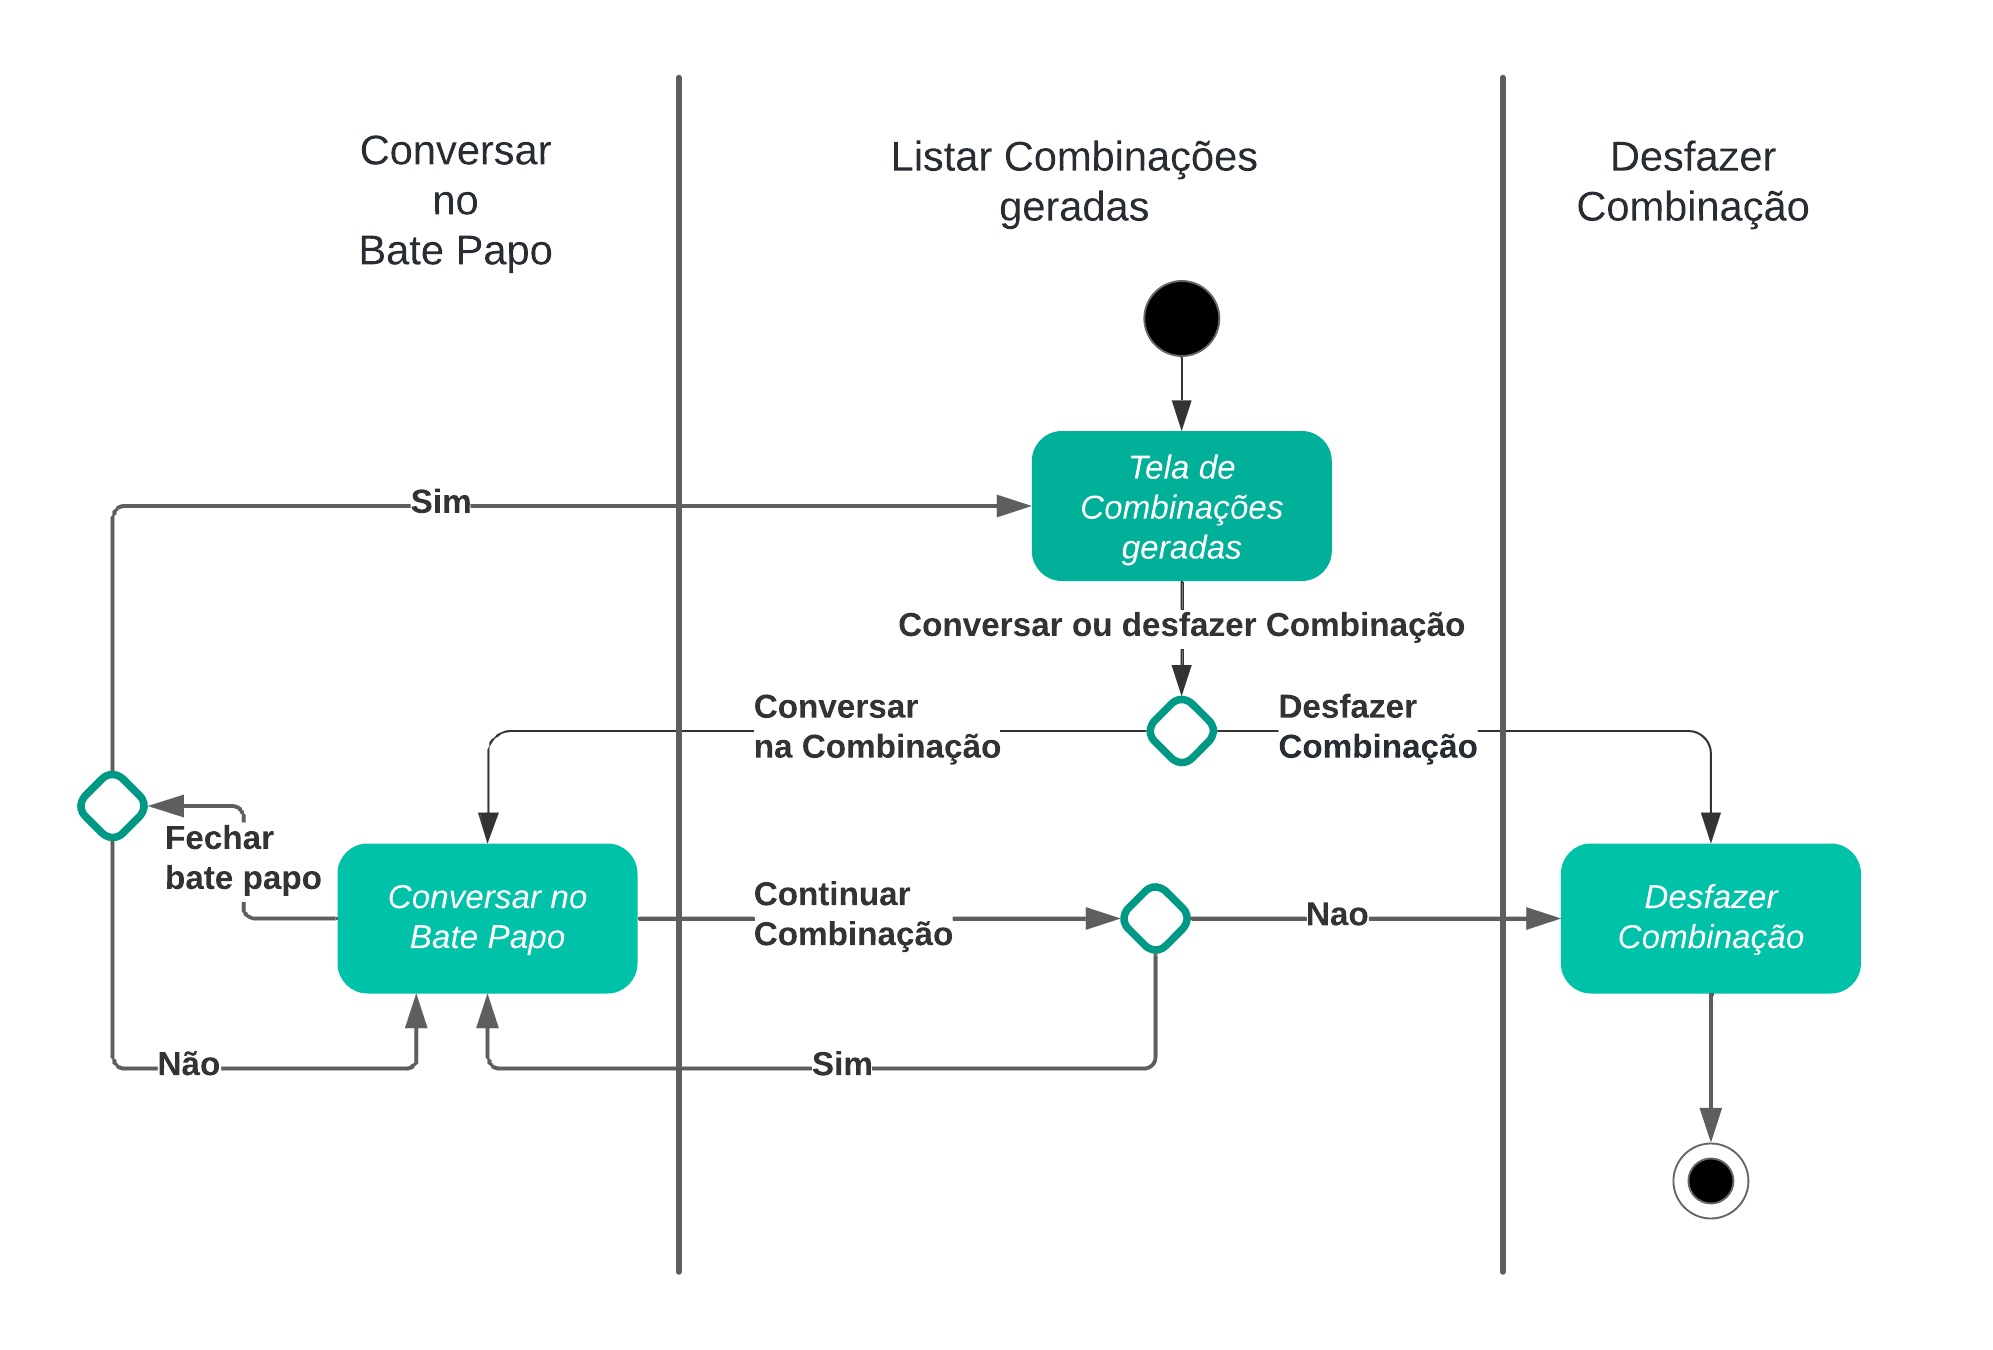 Conversar
no
Bate Papo
Listar Combinações
geradas
Desfazer
Combinação
Tela de
Combinações
geradas
Sim
Conversar ou desfazer Combinação
Conversar
na Combinação
Desfazer
Combinação
Fechar
bate papo
Conversar no
Bate Papo
Continuar
Combinação
Nao
Desfazer
Combinação
Não
Sim